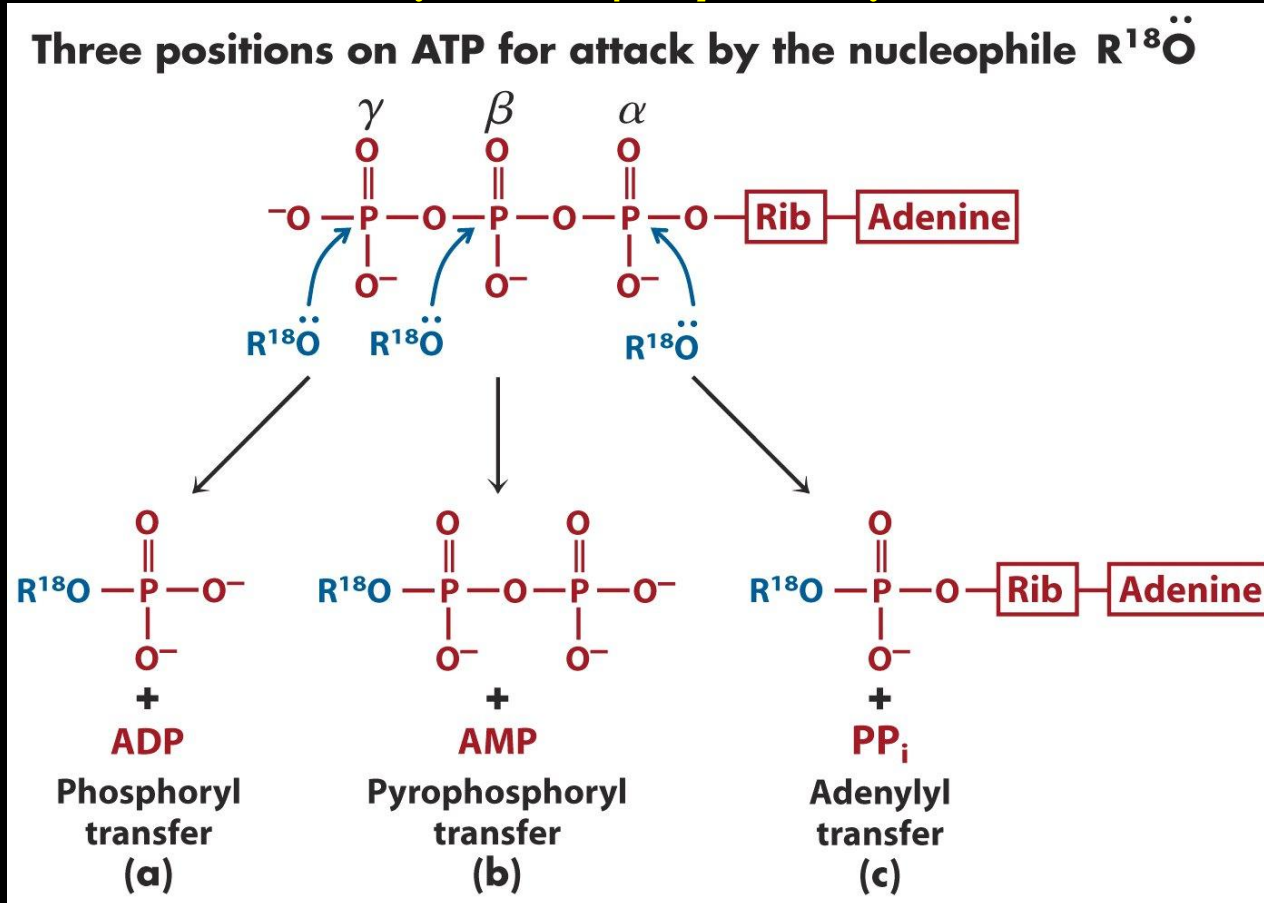 Three positions on ATP for attack by the nucleophile R¹⁸Ö
γ β α
O O O
⁻O—P—O—P—O—P—O—Rib—Adenine
O⁻ O⁻ O⁻
R¹⁸Ö R¹⁸Ö R¹⁸Ö
O O O O
R¹⁸O—P—O⁻ R¹⁸O—P—O—P—O⁻ R¹⁸O—P—O—Rib—Adenine
O⁻ O⁻ O⁻ O⁻
+ + +
ADP AMP PPᵢ
Phosphoryl transfer
(a)
Pyrophosphoryl transfer
(b)
Adenylyl transfer
(c)